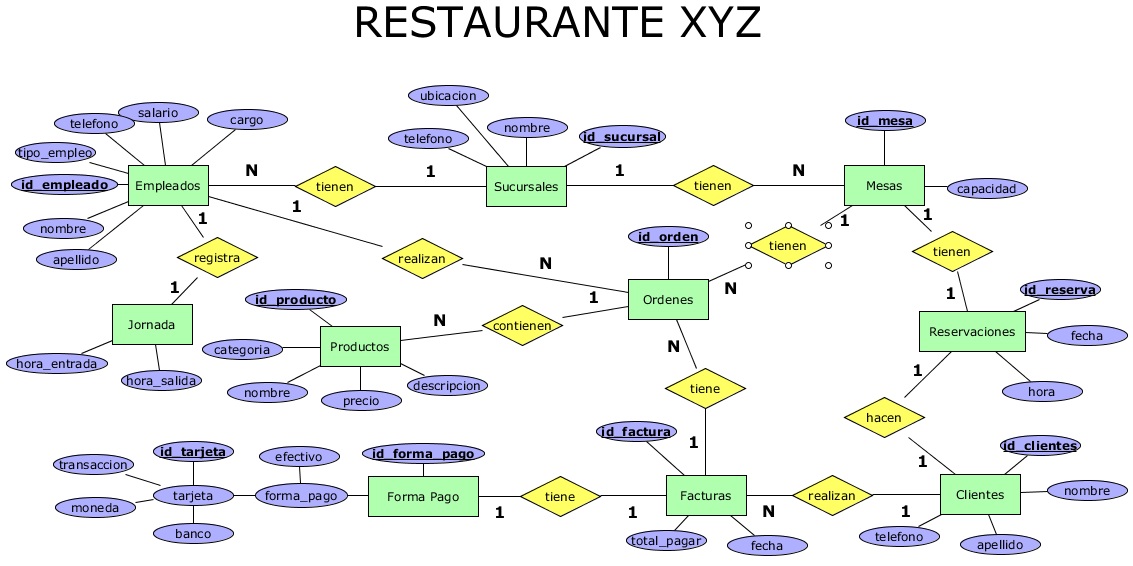 RESTAURANTE XYZ
ubicacion
salario
telefono
cargo
nombre
id_mesa
telefono
id_sucursal
tipo_empleo
N
1
1
N
id_empleado
Empleados
tienen
Sucursales
tienen
Mesas
capacidad
nombre
1
1
1
1
apellido
registra
realizan
id_orden
tienen
tienen
N
1
N
1
id_producto
1
Ordenes
id_reserva
Jornada
N
contienen
Reservaciones
fecha
categoria
Productos
N
hora_entrada
hora_salida
descripcion
1
nombre
precio
tiene
hora
hacen
id_factura
1
id_tarjeta
id_forma_pago
id_clientes
transaccion
efectivo
1
tarjeta
forma_pago
Forma Pago
tiene
Facturas
realizan
Clientes
nombre
moneda
1
1
N
1
banco
total_pagar
fecha
telefono
apellido